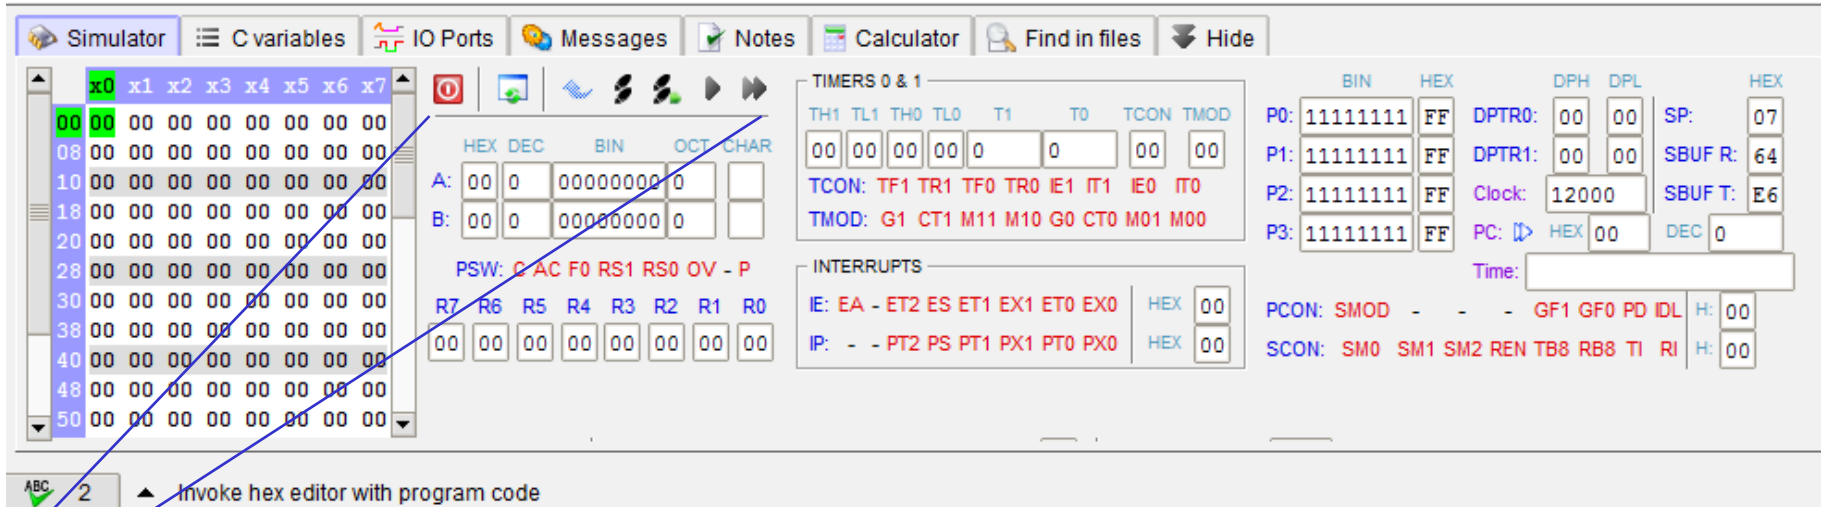 Simulator C variables IO Ports Messages Notes Calculator Find in files Hide
x0 x1 x2 x3 x4 x5 x6 x7
00 00 00 00 00 00 00 00 00
08 00 00 00 00 00 00 00 00
10 00 00 00 00 00 00 00 00
18 00 00 00 00 00 00 00 00
20 00 00 00 00 00 00 00 00
28 00 00 00 00 00 00 00 00
30 00 00 00 00 00 00 00 00
38 00 00 00 00 00 00 00 00
40 00 00 00 00 00 00 00 00
48 00 00 00 00 00 00 00 00
50 00 00 00 00 00 00 00 00
HEX DEC BIN OCT CHAR
A: 00 0 00000000 0
B: 00 0 00000000 0
PSW: C AC F0 RS1 RS0 OV - P
R7 R6 R5 R4 R3 R2 R1 R0
00 00 00 00 00 00 00 00
TIMERS 0 & 1
TH1 TL1 TH0 TL0 T1 T0 TCON TMOD
00 00 00 00 0 0 00 00
TCON: TF1 TR1 TF0 TR0 IE1 IT1 IE0 IT0
TMOD: G1 CT1 M11 M10 G0 CT0 M01 M00
INTERRUPTS
IE: EA - ET2 ES ET1 EX1 ET0 EX0 HEX 00
IP: - - PT2 PS PT1 PX1 PT0 PX0 HEX 00
BIN HEX
P0: 11111111 FF
P1: 11111111 FF
P2: 11111111 FF
P3: 11111111 FF
DPH DPL HEX
DPTR0: 00 00 SP: 07
DPTR1: 00 00 SBUF R: 64
Clock: 12000 SBUF T: E6
PC: HEX 00 DEC 0
Time:
PCON: SMOD - - - GF1 GF0 PD IDL H: 00
SCON: SM0 SM1 SM2 REN TB8 RB8 TI RI H: 00
ABC 2 Invoke hex editor with program code